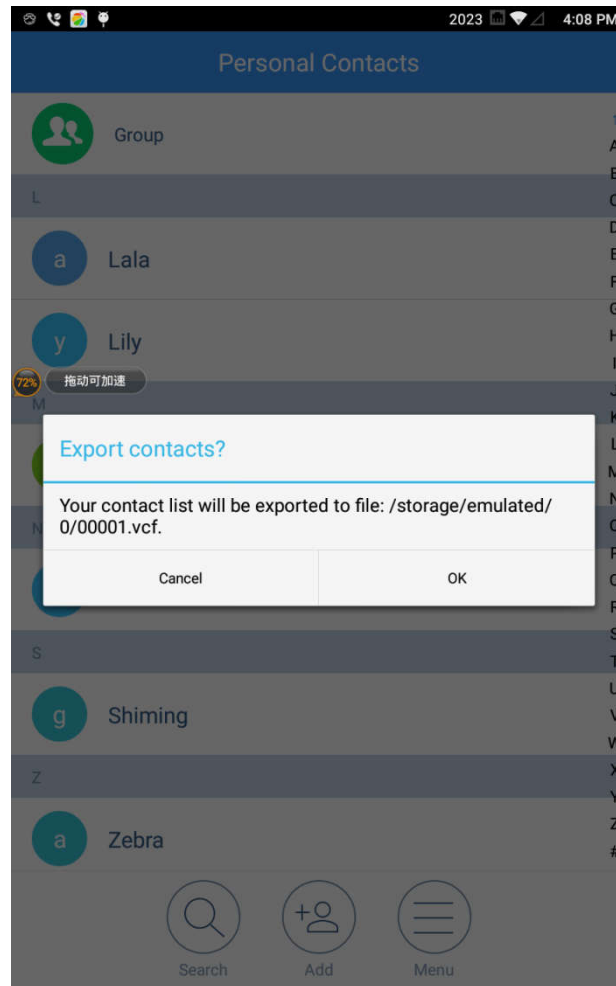 2023 4:08 PM
Personal Contacts
Group
L
a Lala
y Lily
72% 拖动可加速
M
Export contacts?
Your contact list will be exported to file: /storage/emulated/
0/00001.vcf.
N
Cancel OK
S
g Shiming
Z
a Zebra
Search Add Menu
A
B
C
D
E
F
G
H
I
J
K
L
M
N
O
P
Q
R
S
T
U
V
W
X
Y
Z
#